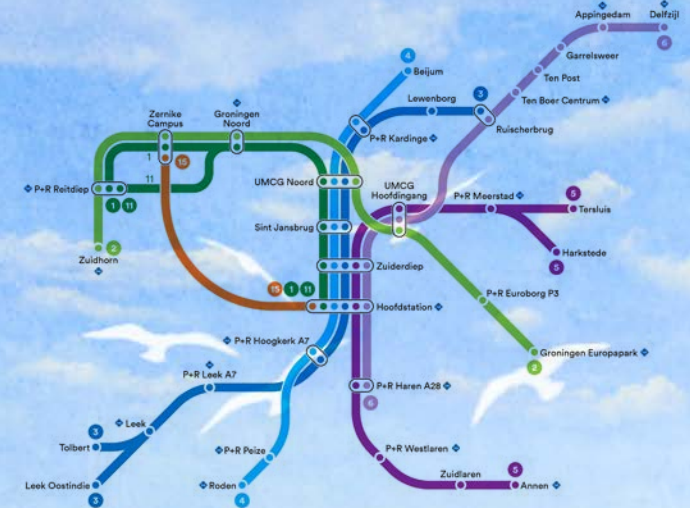 Appingedam
Delfzijl
6
Garrelsweer
4
Beijum
Ten Post
3
Lewenborg
Ten Boer Centrum
Zernike
Campus
Groningen
Noord
P+R Kardinge
Ruischerbrug
1
15
11
UMCG Noord
UMCG
Hoofdingang
P+R Reitdiep
1 11
P+R Meerstad
5
Tersluis
Sint Jansbrug
2
Zuidhorn
Harkstede
5
Zuiderdiep
15 1 11
Hoofdstation
P+R Euroborg P3
P+R Hoogkerk A7
Groningen Europapark
2
P+R Leek A7
P+R Haren A28
6
Leek
3
Tolbert
P+R Peize
P+R Westlaren
Zuidlaren
5
Annen
Leek Oostindie
3
Roden
4